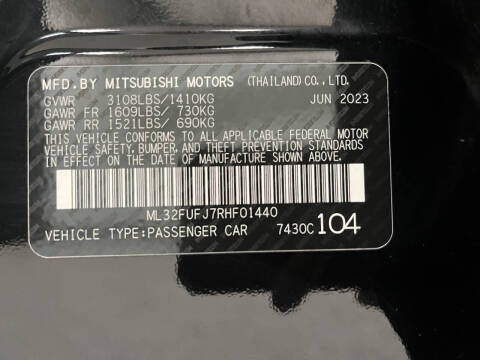 MFD.BY MITSUBISHI MOTORS (THAILAND)CO.,LTD.
GVWR 3108LBS/1410KG JUN 2023
GAWR FR 1609LBS/ 730KG
GAWR RR 1521LBS/ 690KG
THIS VEHICLE CONFORMS TO ALL APPLICABLE FEDERAL MOTOR
VEHICLE SAFETY, BUMPER, AND THEFT PREVENTION STANDARDS
IN EFFECT ON THE DATE OF MANUFACTURE SHOWN ABOVE.
ML32FUFJ7RHF01440
VEHICLE TYPE:PASSENGER CAR 7430C 104